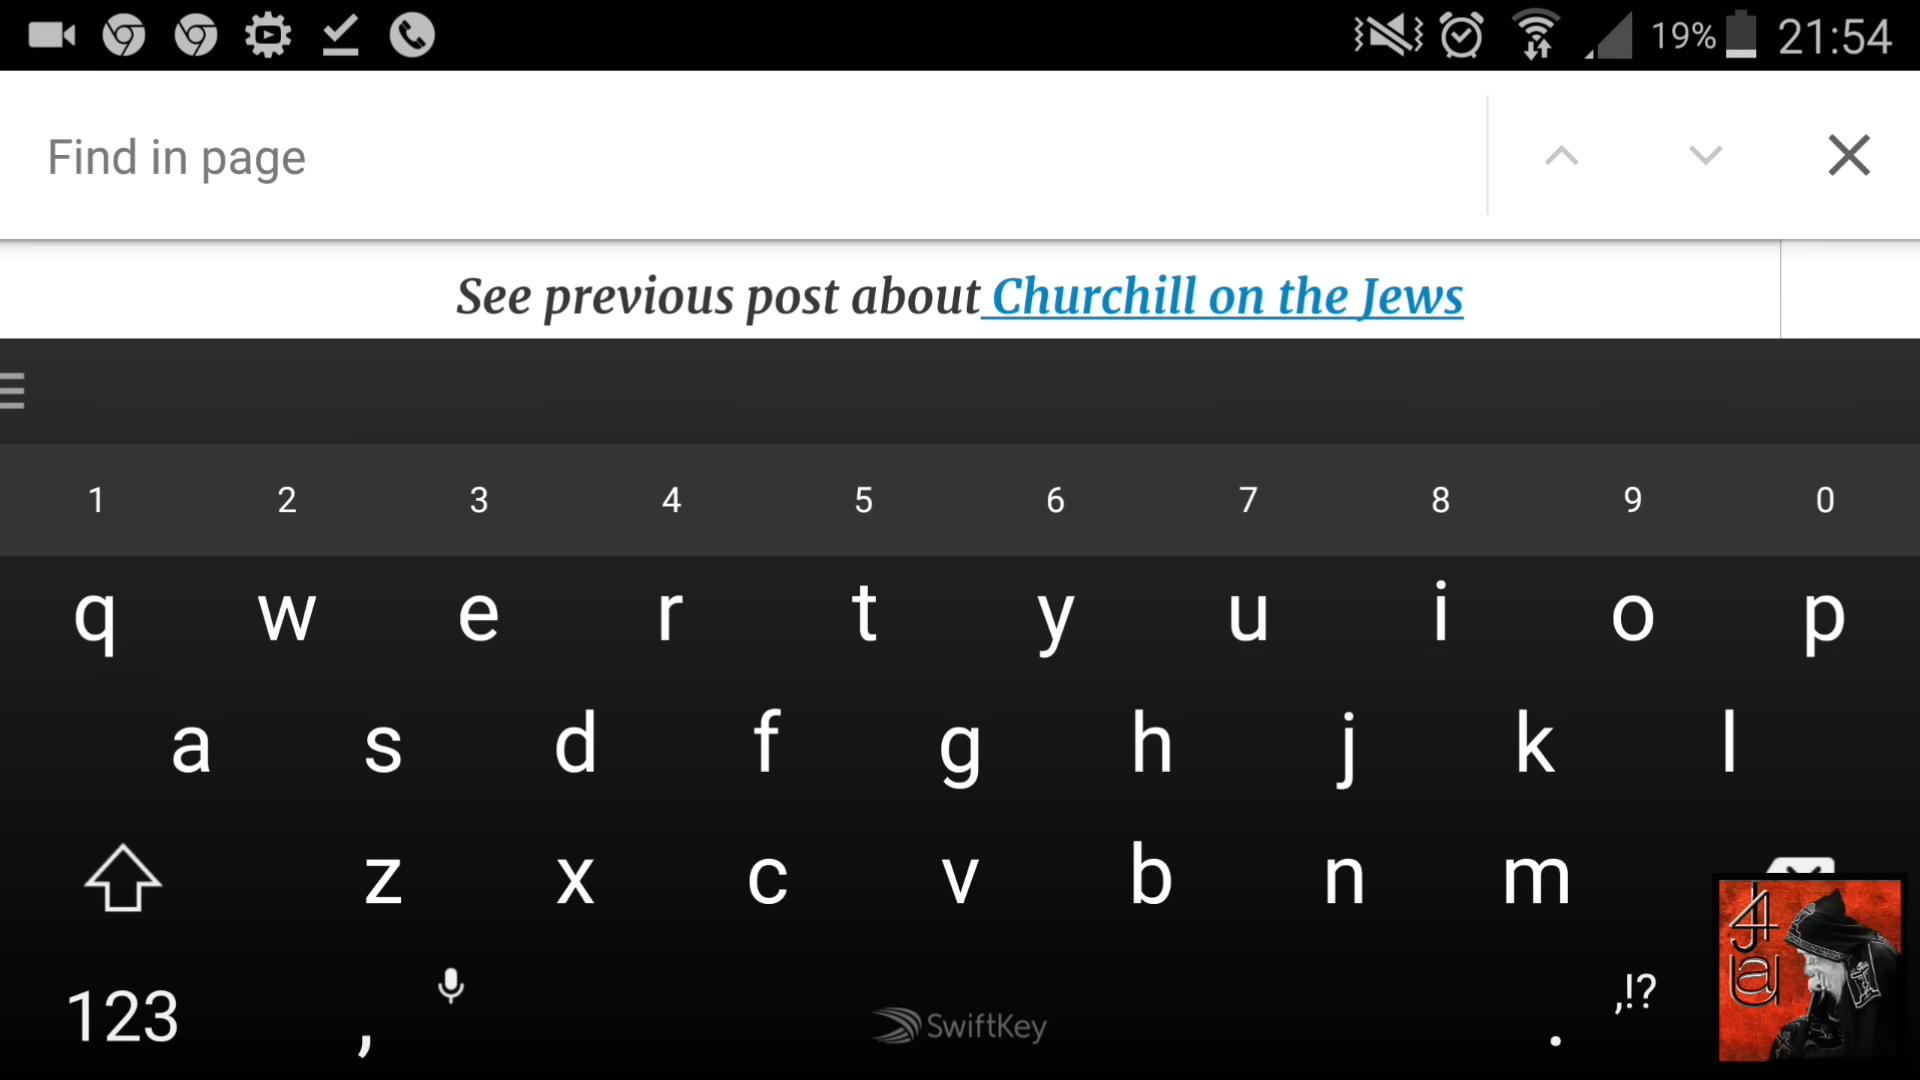 19% 21:54
Find in page
See previous post about Churchill on the Jews
1 2 3 4 5 6 7 8 9 0
q w e r t y u i o p
a s d f g h j k l
z x c v b n m
123 , SwiftKey . ,!?